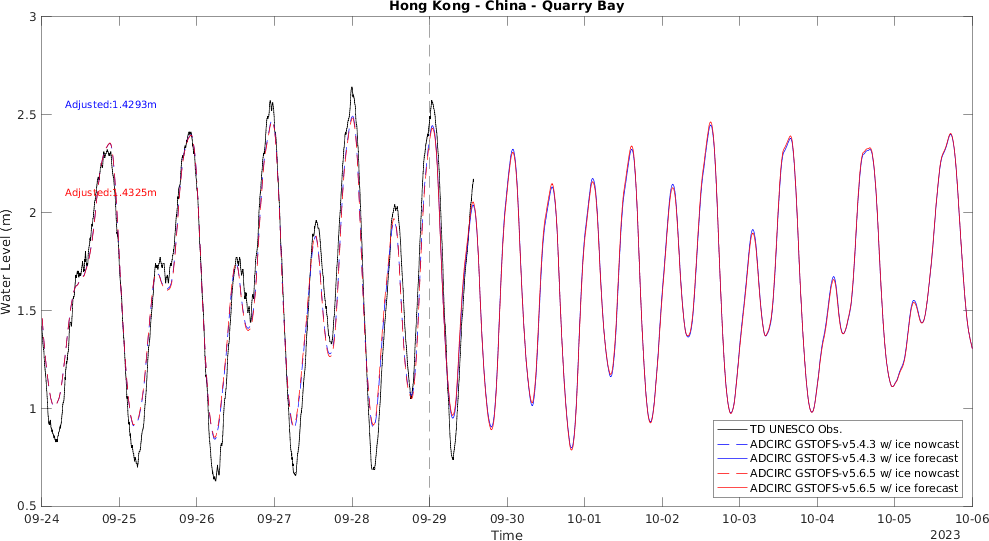 Hong Kong - China - Quarry Bay
3
2.5
2
1.5
1
0.5
Water Level (m)
Adjusted:1.4293m
Adjusted:1.4325m
TD UNESCO Obs.
ADCIRC GSTOFS-v5.4.3 w/ ice nowcast
ADCIRC GSTOFS-v5.4.3 w/ ice forecast
ADCIRC GSTOFS-v5.6.5 w/ ice nowcast
ADCIRC GSTOFS-v5.6.5 w/ ice forecast
09-24 09-25 09-26 09-27 09-28 09-29 09-30 10-01 10-02 10-03 10-04 10-05 10-06
Time
2023